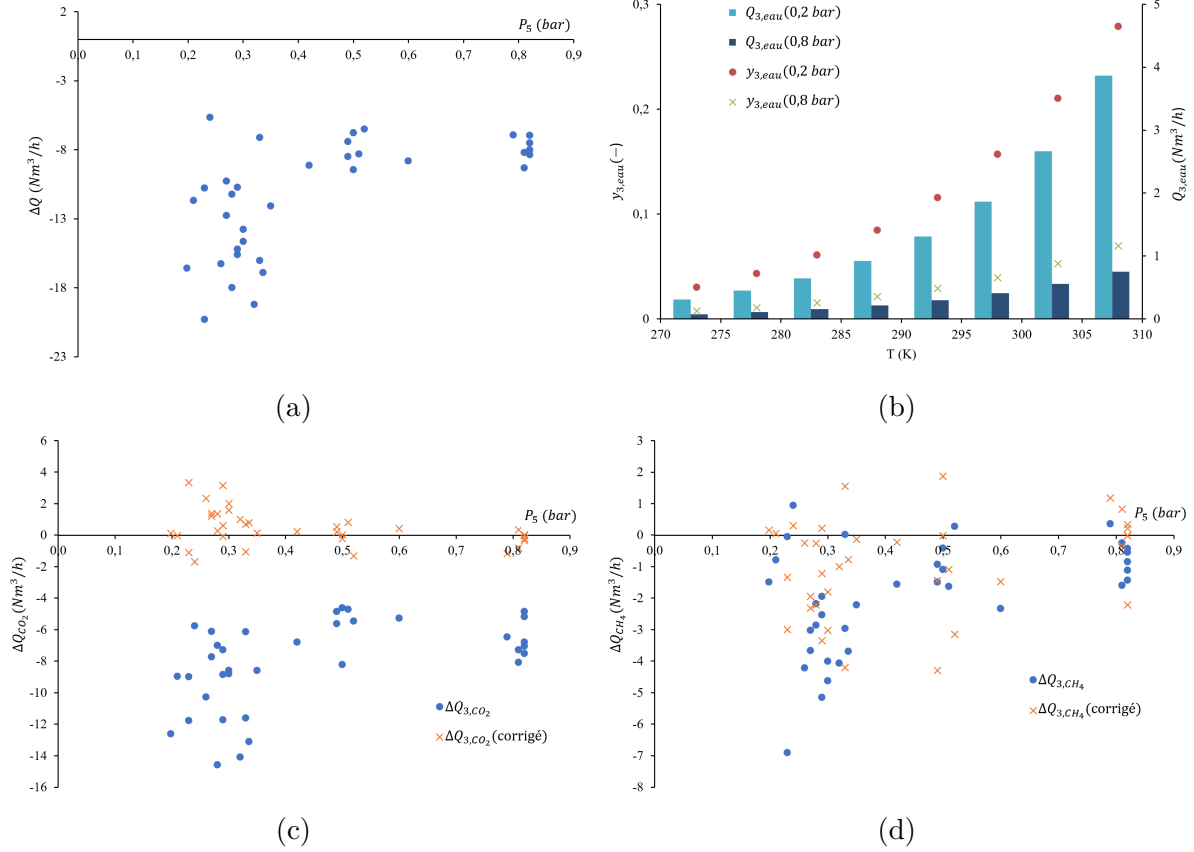 P₅ (bar)
2
0,1 0,2 0,3 0,4 0,5 0,6 0,7 0,8 0,9
-3
-8
-13
-18
-23
ΔQ (Nm³/h)
(a)
Q₃,eau(0,2 bar)
Q₃,eau(0,8 bar)
y₃,eau(0,2 bar)
y₃,eau(0,8 bar)
0,3
0,2
0,1
0
y₃,eau(−)
5
4
3
2
1
0
Q₃,eau(Nm³/h)
270 275 280 285 290 295 300 305 310
T (K)
(b)
6
4
2
0
-2
-4
-6
-8
-10
-12
-14
-16
ΔQCO₂(Nm³/h)
P₅ (bar)
0,0 0,1 0,2 0,3 0,4 0,5 0,6 0,7 0,8 0,9
ΔQ₃,CO₂
ΔQ₃,CO₂(corrigé)
(c)
3
2
1
0
-1
-2
-3
-4
-5
-6
-7
-8
ΔQCH₄(Nm³/h)
P₅ (bar)
0,0 0,1 0,2 0,3 0,4 0,5 0,6 0,7 0,8 0,9
ΔQ₃,CH₄
ΔQ₃,CH₄(corrigé)
(d)